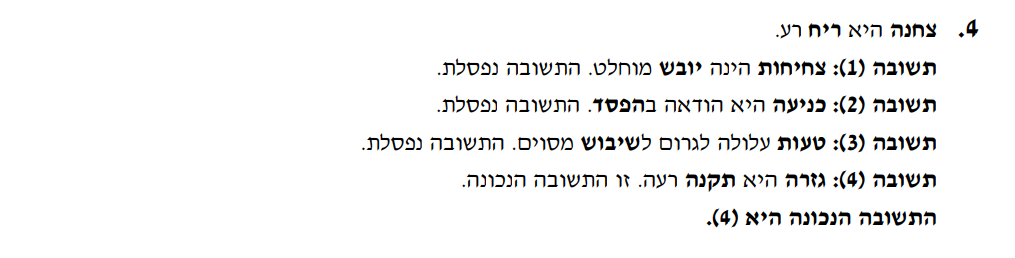 4. צחנה היא ריח רע.
תשובה (1): צחיחות הינה יובש מוחלט. התשובה נפסלת.
תשובה (2): כניעה היא הודאה בהפסד. התשובה נפסלת.
תשובה (3): טעות עלולה לגרום לשיבוש מסוים. התשובה נפסלת.
תשובה (4): גזרה היא תקנה רעה. זו התשובה הנכונה.
התשובה הנכונה היא (4).